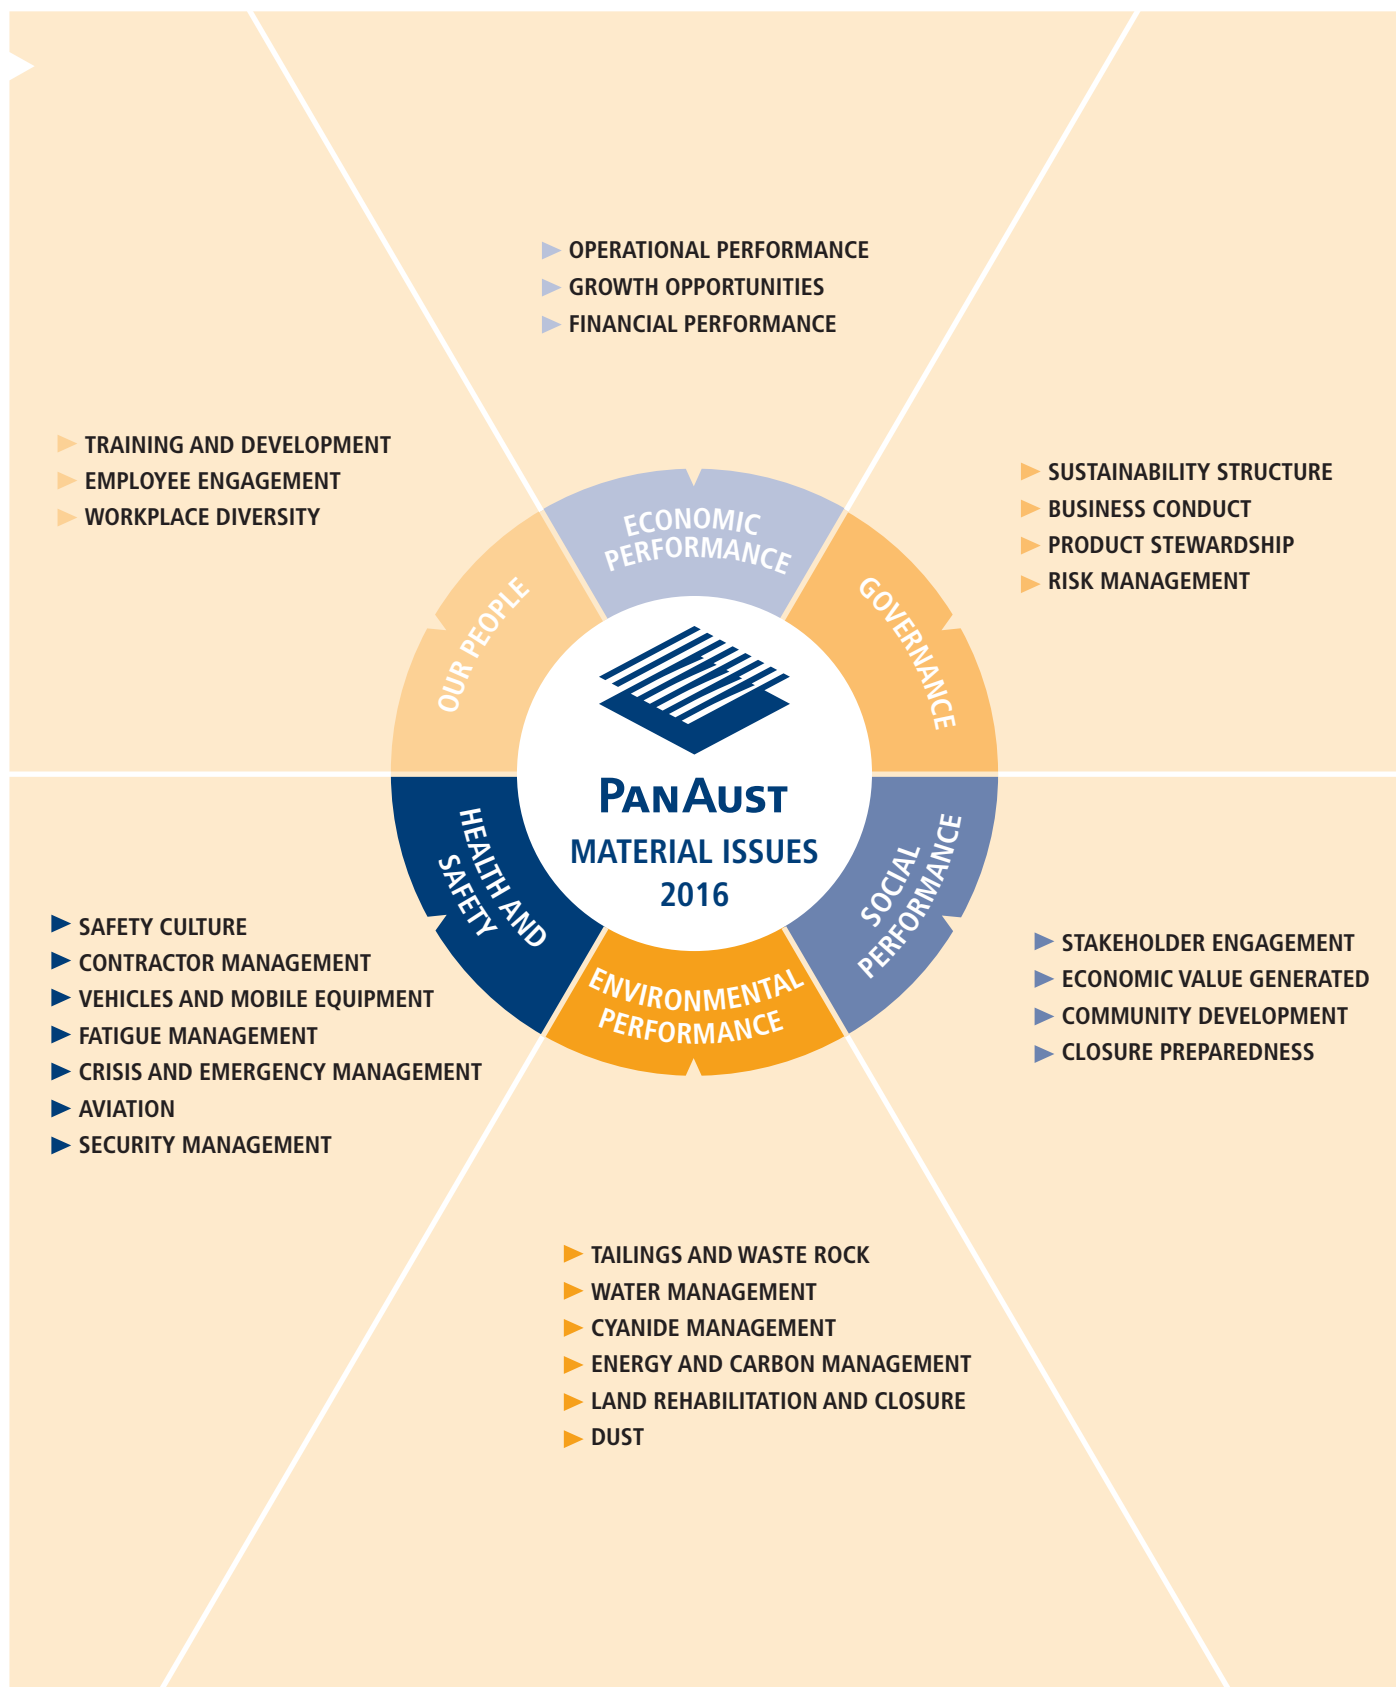 OPERATIONAL PERFORMANCE
GROWTH OPPORTUNITIES
FINANCIAL PERFORMANCE
TRAINING AND DEVELOPMENT
EMPLOYEE ENGAGEMENT
WORKPLACE DIVERSITY
SUSTAINABILITY STRUCTURE
BUSINESS CONDUCT
PRODUCT STEWARDSHIP
RISK MANAGEMENT
ECONOMIC
PERFORMANCE
OUR PEOPLE
GOVERNANCE
PANAUST
MATERIAL ISSUES
2016
HEALTH AND
SAFETY
SOCIAL
PERFORMANCE
ENVIRONMENTAL
PERFORMANCE
SAFETY CULTURE
CONTRACTOR MANAGEMENT
VEHICLES AND MOBILE EQUIPMENT
FATIGUE MANAGEMENT
CRISIS AND EMERGENCY MANAGEMENT
AVIATION
SECURITY MANAGEMENT
STAKEHOLDER ENGAGEMENT
ECONOMIC VALUE GENERATED
COMMUNITY DEVELOPMENT
CLOSURE PREPAREDNESS
TAILINGS AND WASTE ROCK
WATER MANAGEMENT
CYANIDE MANAGEMENT
ENERGY AND CARBON MANAGEMENT
LAND REHABILITATION AND CLOSURE
DUST